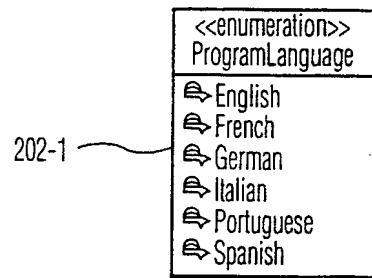 <<enumeration>>
ProgramLanguage
English
French
202-1
German
Italian
Portuguese
Spanish